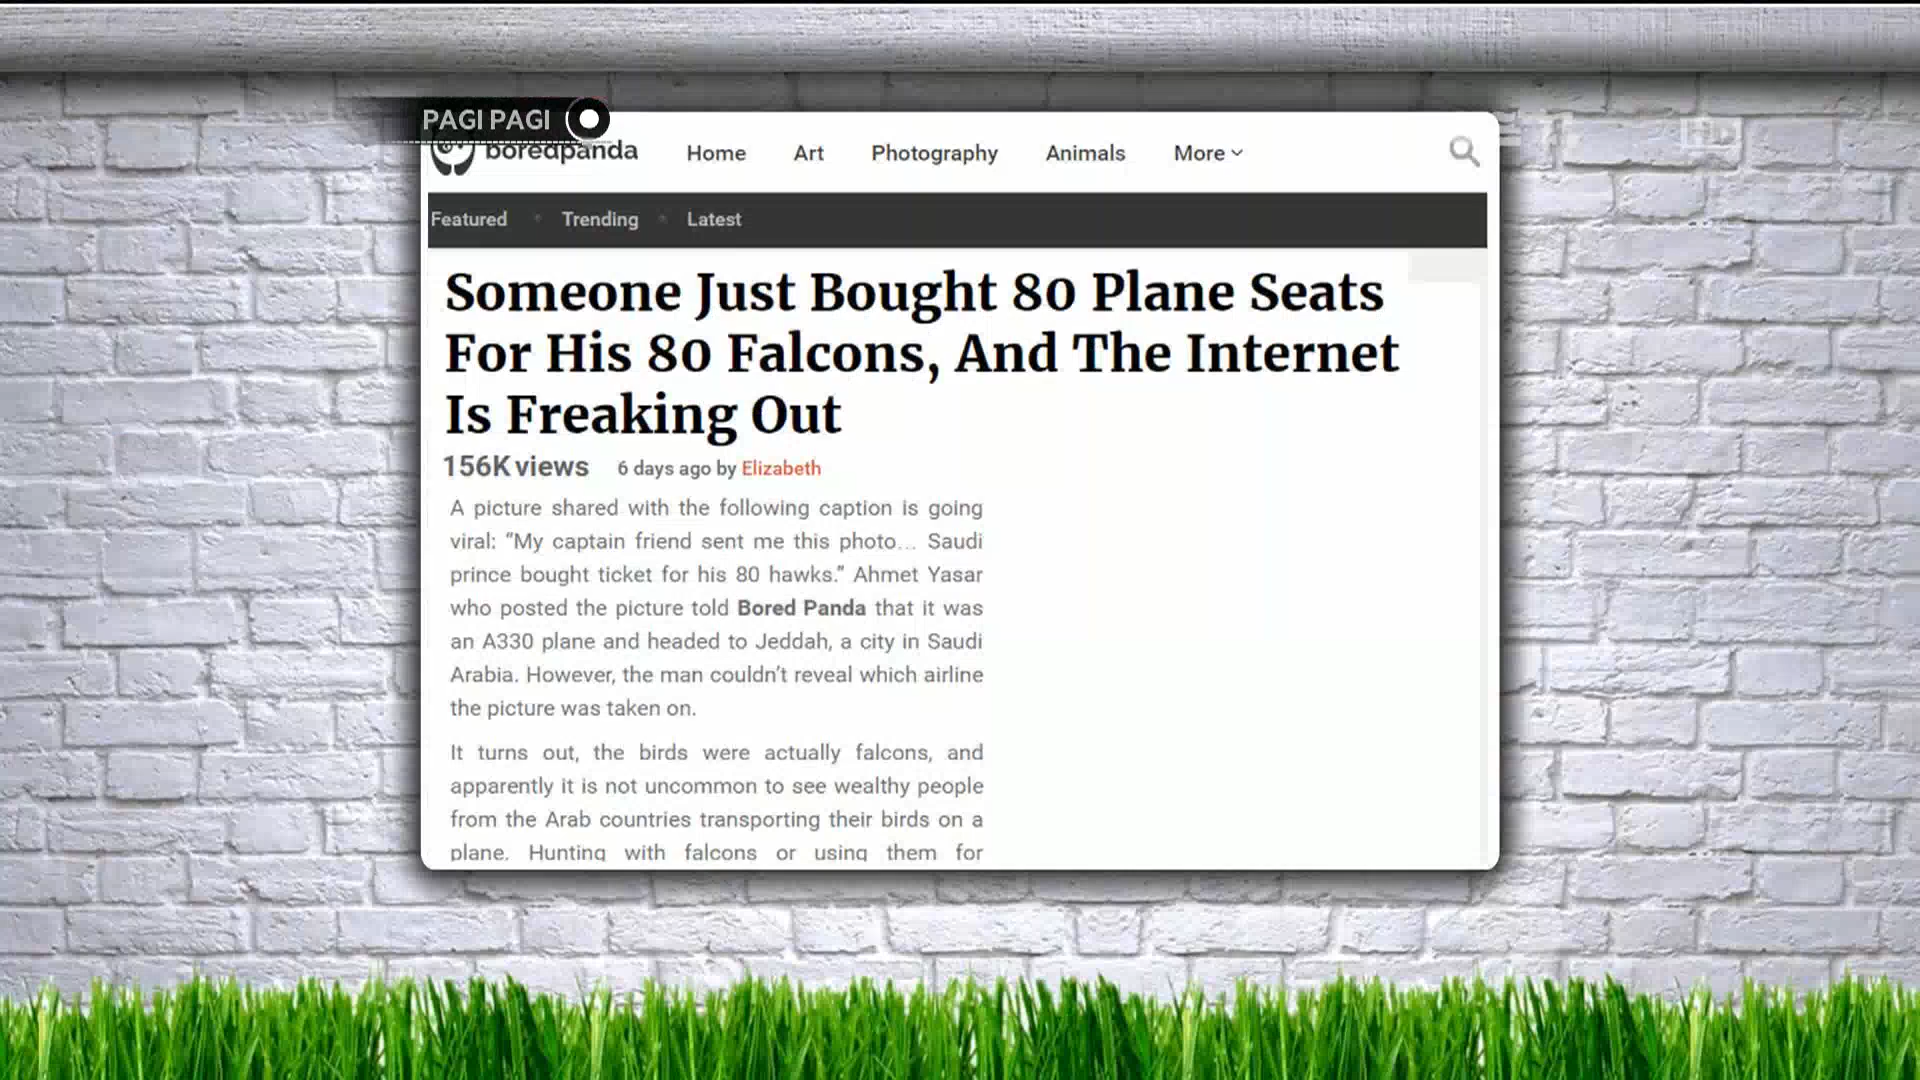 PAGI PAGI
boredpanda Home Art Photography Animals More
Featured Trending Latest
Someone Just Bought 80 Plane Seats
For His 80 Falcons, And The Internet
Is Freaking Out
156K views 6 days ago by Elizabeth
A picture shared with the following caption is going
viral: “My captain friend sent me this photo... Saudi
prince bought ticket for his 80 hawks.” Ahmet Yasar
who posted the picture told Bored Panda that it was
an A330 plane and headed to Jeddah, a city in Saudi
Arabia. However, the man couldn’t reveal which airline
the picture was taken on.
It turns out, the birds were actually falcons, and
apparently it is not uncommon to see wealthy people
from the Arab countries transporting their birds on a
plane. Hunting with falcons or using them for